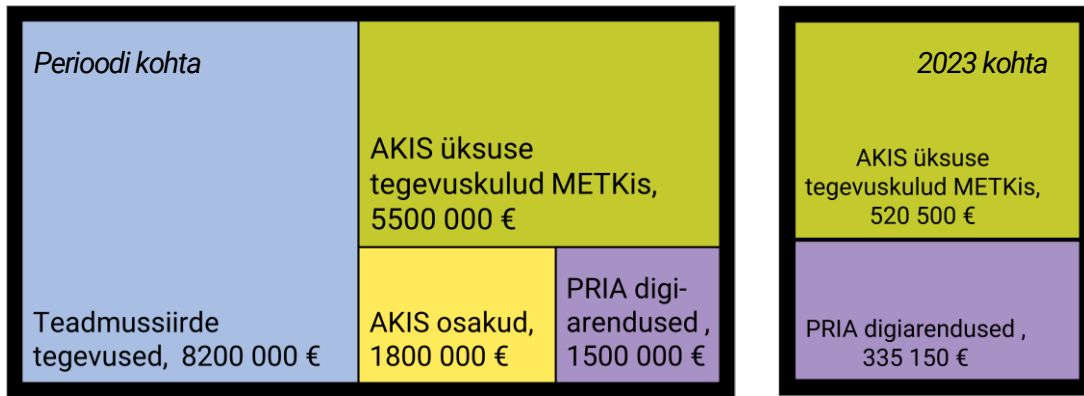 Perioodi kohta
Teadmussiirde
tegevused, 8200 000 €
AKIS üksuse
tegevuskulud METKis,
5500 000 €
AKIS osakud,
1800 000 €
PRIA digi-
arendused ,
1500 000 €
2023 kohta
AKIS üksuse
tegevuskulud METKis,
520 500 €
PRIA digiarendused ,
335 150 €